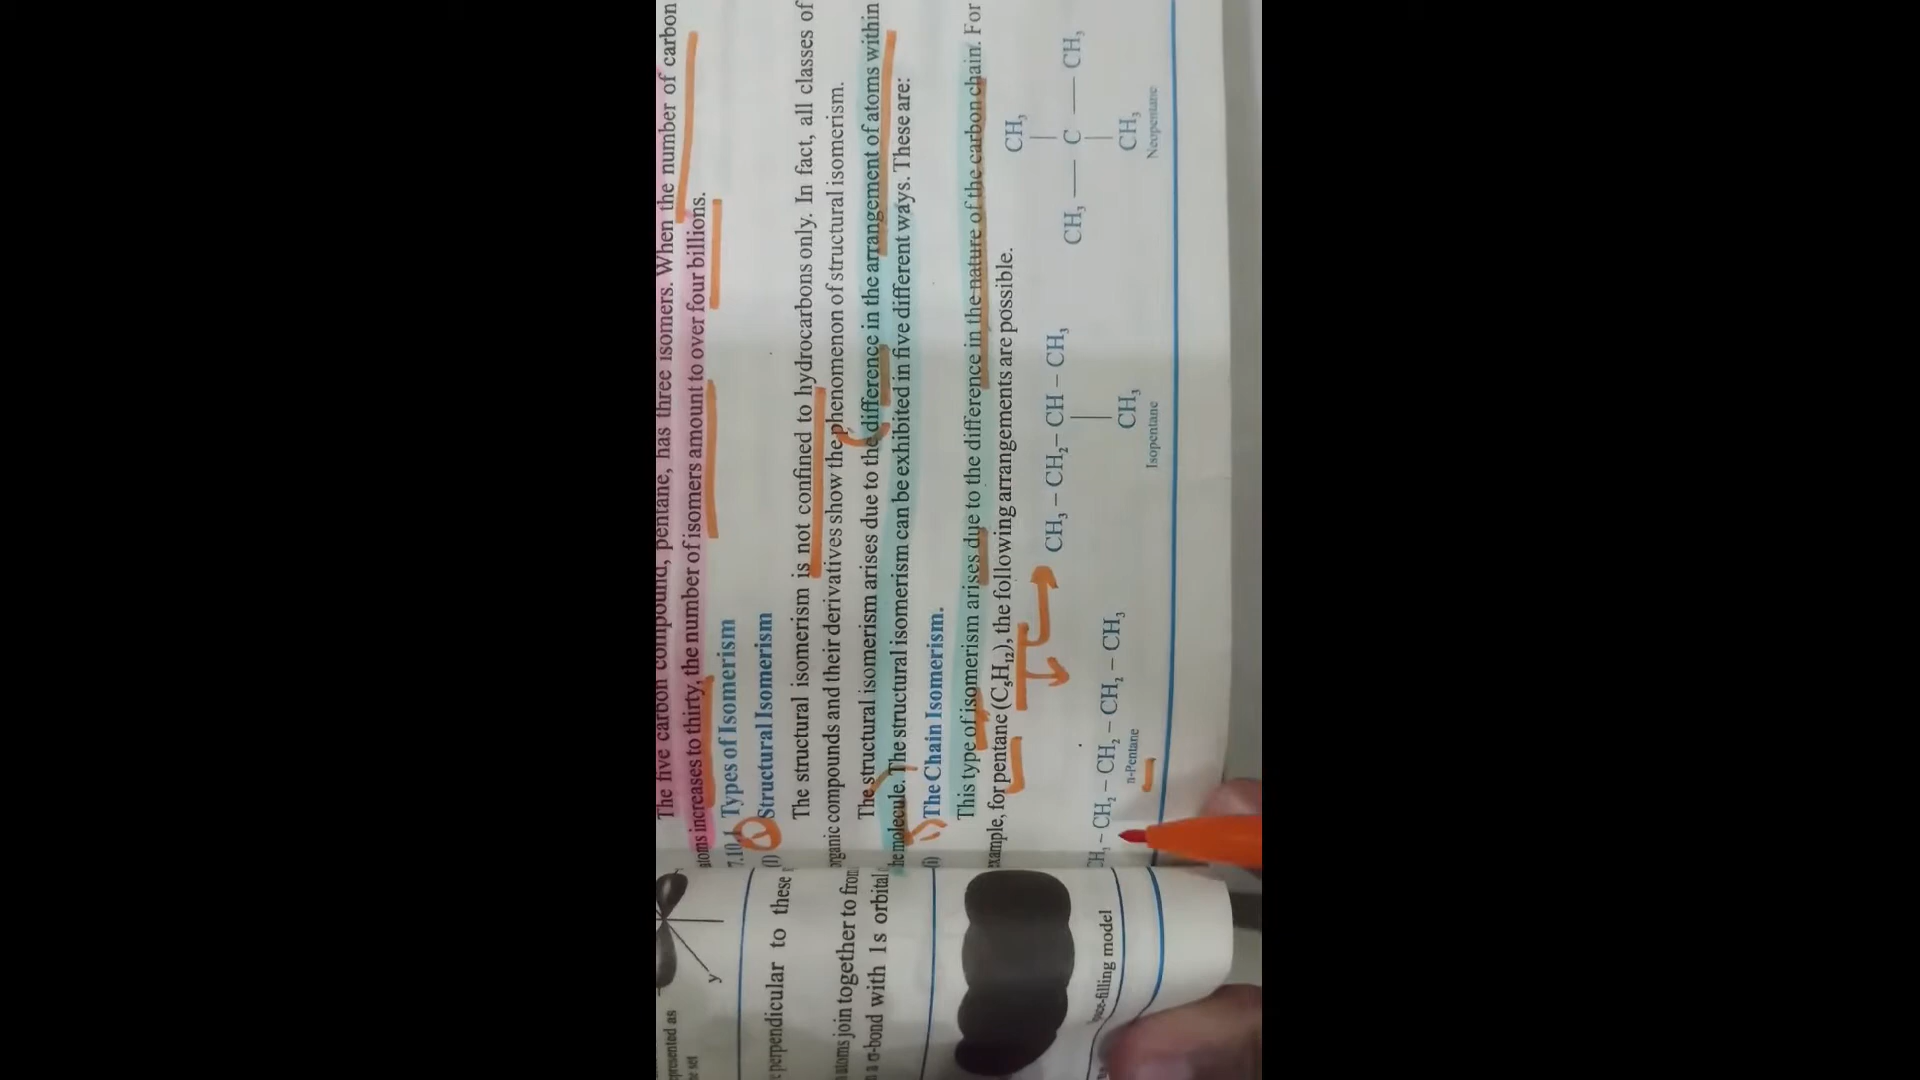 The five carbon compound, pentane, has three isomers. When the number of carbon
atoms increases to thirty, the number of isomers amount to over four billions.
7.10.1 Types of Isomerism
(I) Structural Isomerism
The structural isomerism is not confined to hydrocarbons only. In fact, all classes of
organic compounds and their derivatives show the phenomenon of structural isomerism.
The structural isomerism arises due to the difference in the arrangement of atoms within
he molecule. The structural isomerism can be exhibited in five different ways. These are:
(i) The Chain Isomerism.
This type of isomerism arises due to the difference in the nature of the carbon chain. For
example, for pentane (C₅H₁₂), the following arrangements are possible.
CH₃ – CH₂ – CH₂ – CH₂ – CH₃
n-Pentane
CH₃ – CH₂ – CH – CH₃
CH₃
Isopentane
CH₃
CH₃ — C — CH₃
CH₃
Neopentane
presented as
y
e perpendicular to these
atoms join together to from
n a σ-bond with 1s orbital
pace-filling model